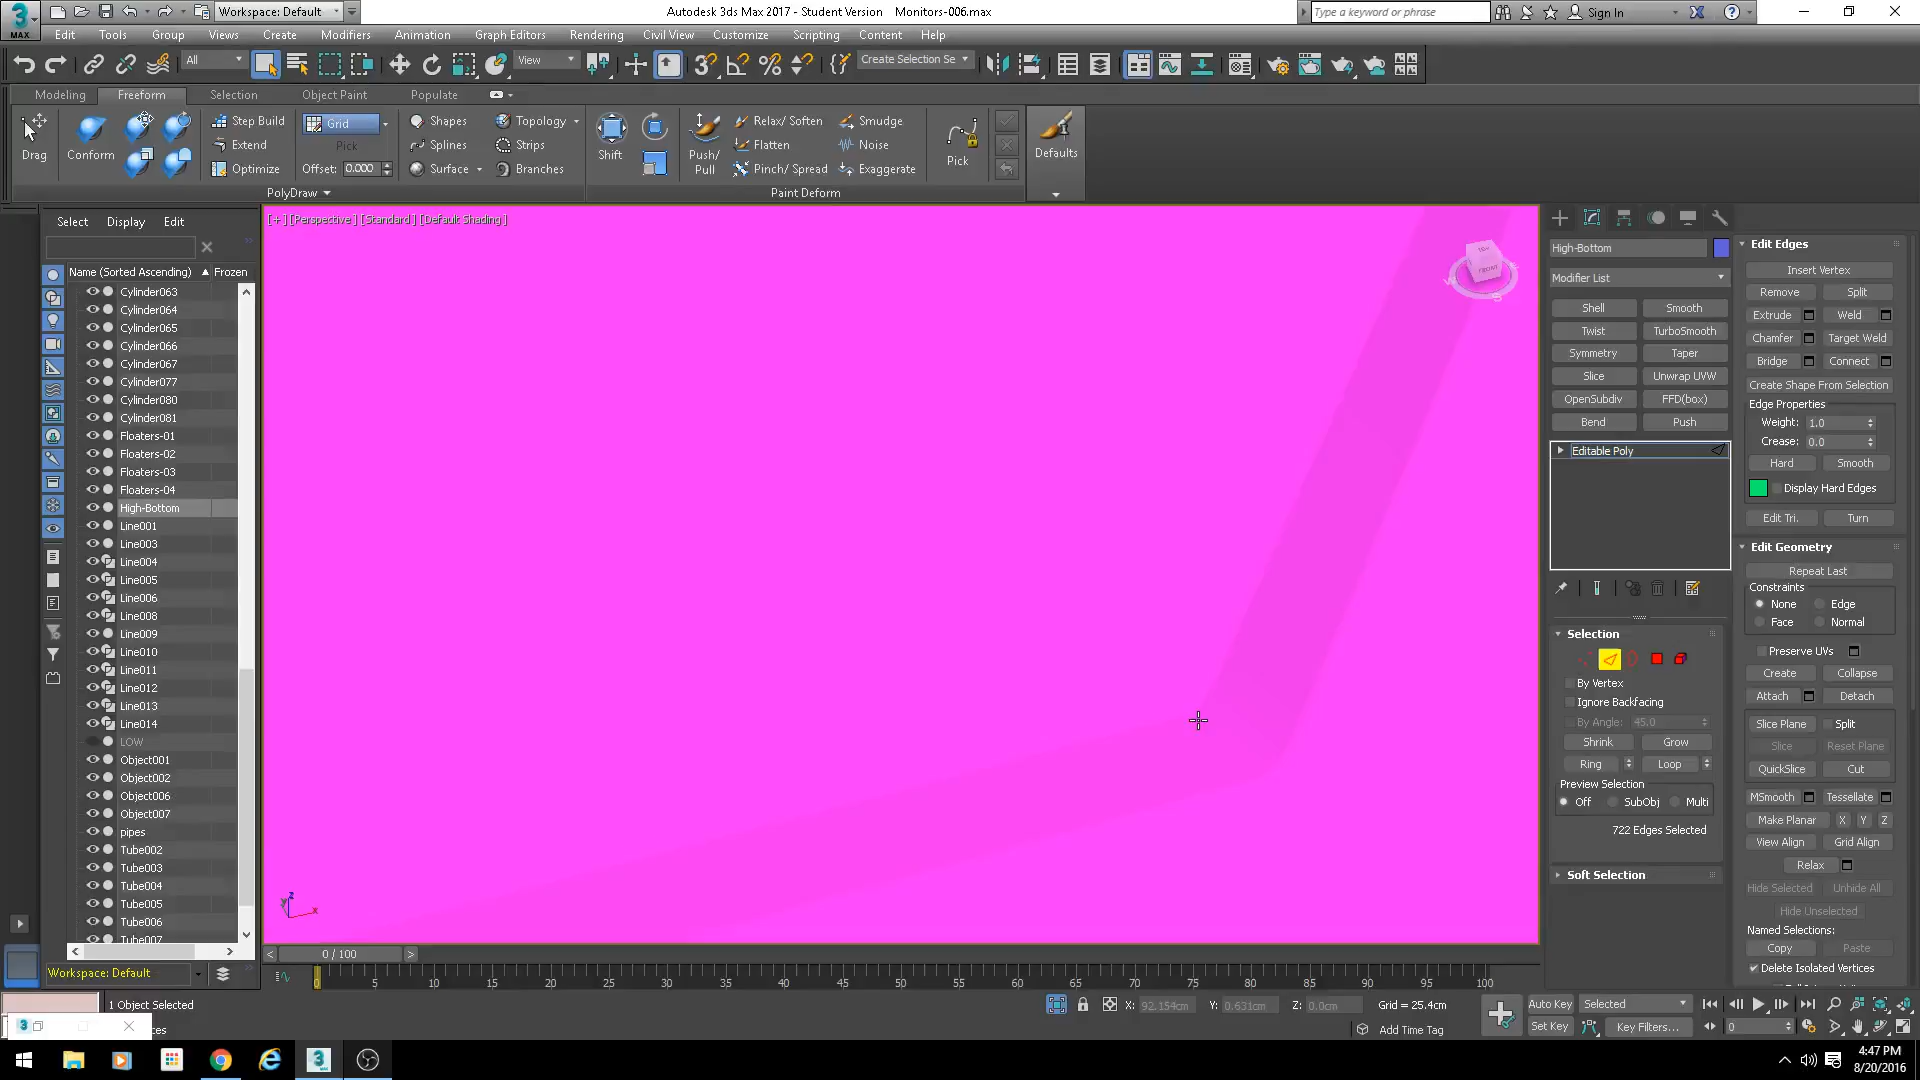 Workspace: Default
Autodesk 3ds Max 2017 - Student Version    Monitors-006.max
Type a keyword or phrase
Sign In
MAX
Edit Tools Group Views Create Modifiers Animation Graph Editors Rendering Civil View Customize Scripting Content Help
All
View
Create Selection Se
Modeling Freeform Selection Object Paint Populate
Drag
Conform
Step Build
Extend
Optimize
Grid
Pick
Offset: 0.000
Shapes
Splines
Surface
Topology
Strips
Branches
Shift
Push/
Pull
Relax/ Soften
Flatten
Pinch/ Spread
Smudge
Noise
Exaggerate
Pick
Defaults
PolyDraw
Paint Deform
Select Display Edit
Name (Sorted Ascending) Frozen
Cylinder063
Cylinder064
Cylinder065
Cylinder066
Cylinder067
Cylinder077
Cylinder080
Cylinder081
Floaters-01
Floaters-02
Floaters-03
Floaters-04
High-Bottom
Line001
Line003
Line004
Line005
Line006
Line008
Line009
Line010
Line011
Line012
Line013
Line014
LOW
Object001
Object002
Object006
Object007
pipes
Tube002
Tube003
Tube004
Tube005
Tube006
Tube007
Workspace: Default
[+] [Perspective] [Standard] [Default Shading]
TOP
FRONT
z
x
High-Bottom
Modifier List
Shell Smooth
Twist TurboSmooth
Symmetry Taper
Slice Unwrap UVW
OpenSubdiv FFD(box)
Bend Push
Editable Poly
Selection
By Vertex
Ignore Backfacing
By Angle: 45.0
Shrink Grow
Ring Loop
Preview Selection
Off SubObj Multi
722 Edges Selected
Soft Selection
Edit Edges
Insert Vertex
Remove Split
Extrude Weld
Chamfer Target Weld
Bridge Connect
Create Shape From Selection
Edge Properties
Weight: 1.0
Crease: 0.0
Hard Smooth
Display Hard Edges
Edit Tri. Turn
Edit Geometry
Repeat Last
Constraints
None Edge
Face Normal
Preserve UVs
Create Collapse
Attach Detach
Slice Plane Split
Slice Reset Plane
QuickSlice Cut
MSmooth Tessellate
Make Planar X Y Z
View Align Grid Align
Relax
Hide Selected Unhide All
Hide Unselected
Named Selections:
Copy Paste
Delete Isolated Vertices
< 0 / 100 >
0 5 10 15 20 25 30 35 40 45 50 55 60 65 70 75 80 85 90 95 100
1 Object Selected
X: 92.154cm Y: 0.631cm Z: 0.0cm Grid = 25.4cm
Add Time Tag
Auto Key Selected
Set Key Key Filters...
0
4:47 PM
8/20/2016